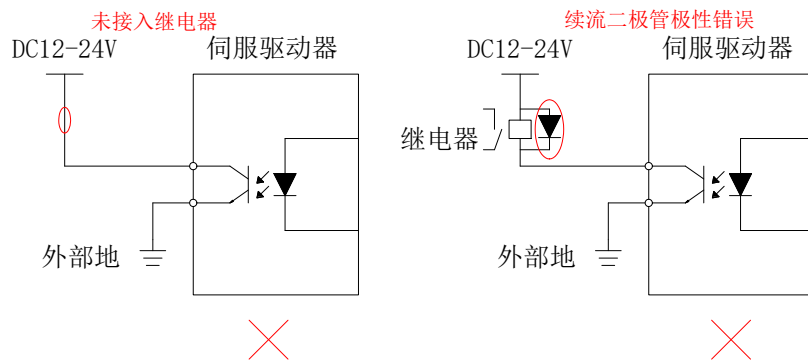 未接入继电器
DC12-24V
伺服驱动器
外部地
续流二极管极性错误
DC12-24V
伺服驱动器
继电器
外部地